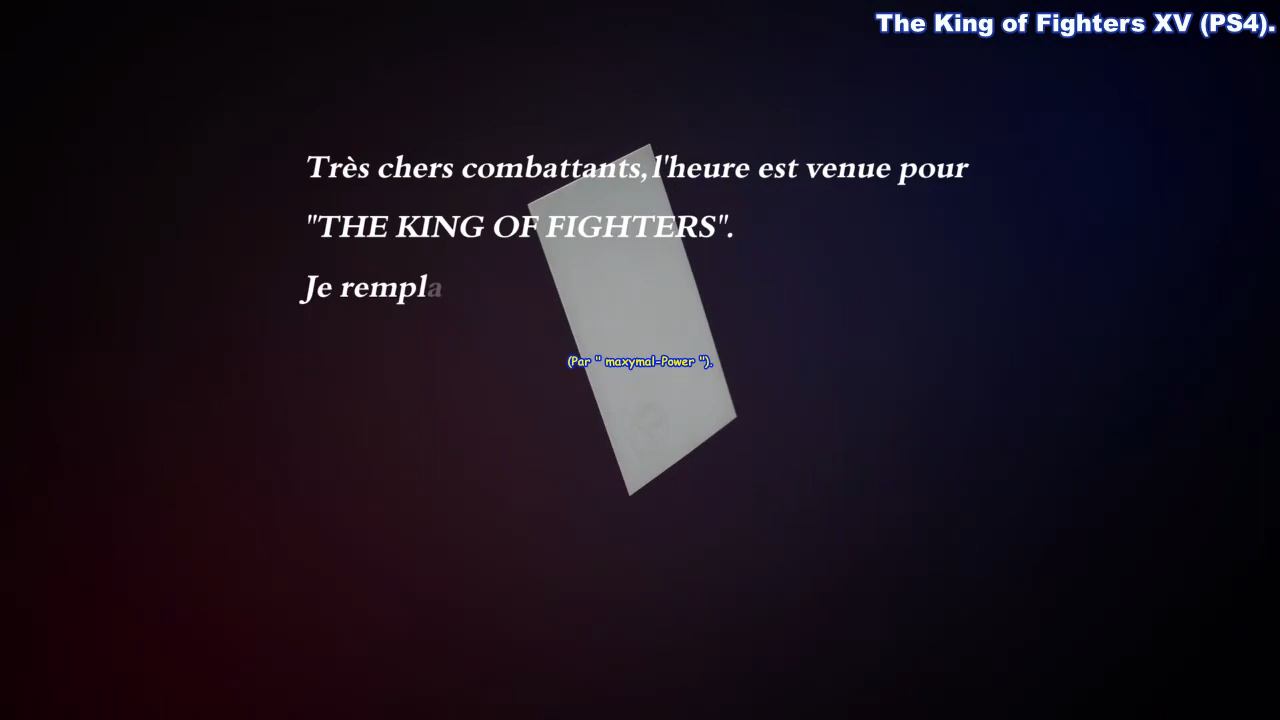 The King of Fighters XV (PS4).
Très chers combattants,l'heure est venue pour
"THE KING OF FIGHTERS".
Je rempla
(Par " maxymal-Power ").